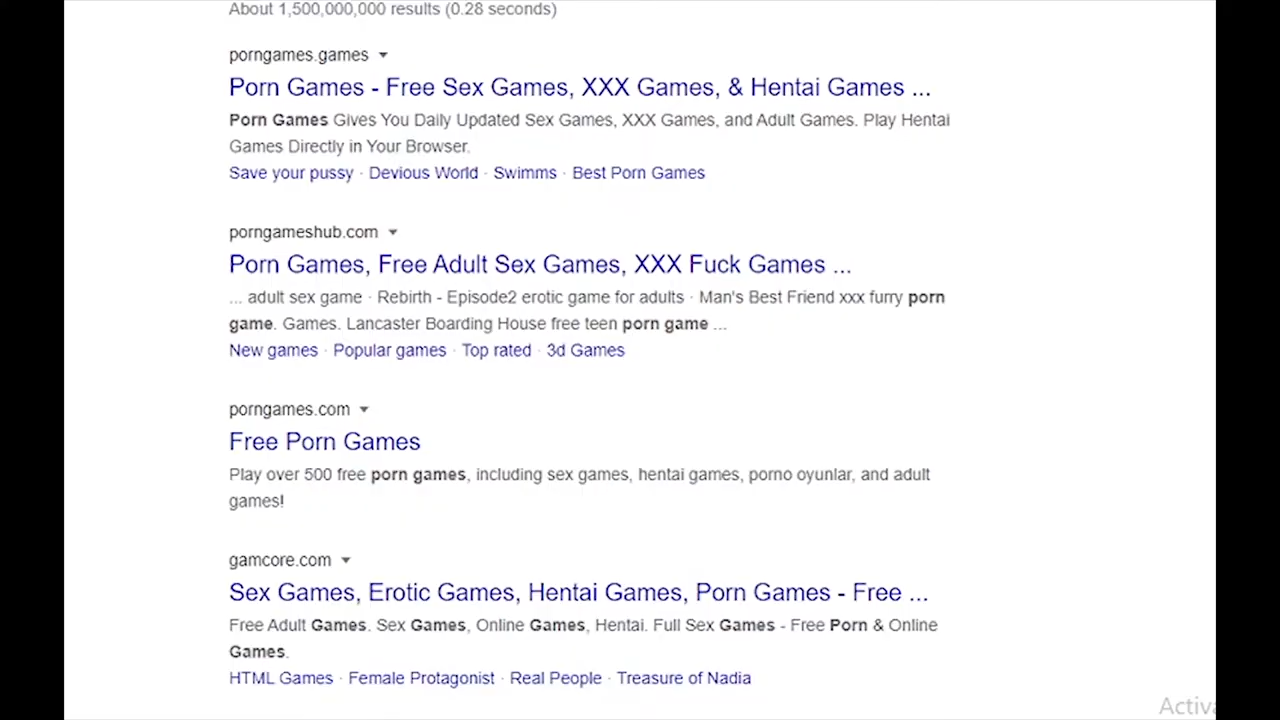 About 1,500,000,000 results (0.28 seconds)
porngames.games
Porn Games - Free Sex Games, XXX Games, & Hentai Games ...
Porn Games Gives You Daily Updated Sex Games, XXX Games, and Adult Games. Play Hentai
Games Directly in Your Browser.
Save your pussy · Devious World · Swimms · Best Porn Games
porngameshub.com
Porn Games, Free Adult Sex Games, XXX Fuck Games ...
... adult sex game · Rebirth - Episode2 erotic game for adults · Man's Best Friend xxx furry porn
game. Games. Lancaster Boarding House free teen porn game ...
New games · Popular games · Top rated · 3d Games
porngames.com
Free Porn Games
Play over 500 free porn games, including sex games, hentai games, porno oyunlar, and adult
games!
gamcore.com
Sex Games, Erotic Games, Hentai Games, Porn Games - Free ...
Free Adult Games. Sex Games, Online Games, Hentai. Full Sex Games - Free Porn & Online
Games.
HTML Games · Female Protagonist · Real People · Treasure of Nadia